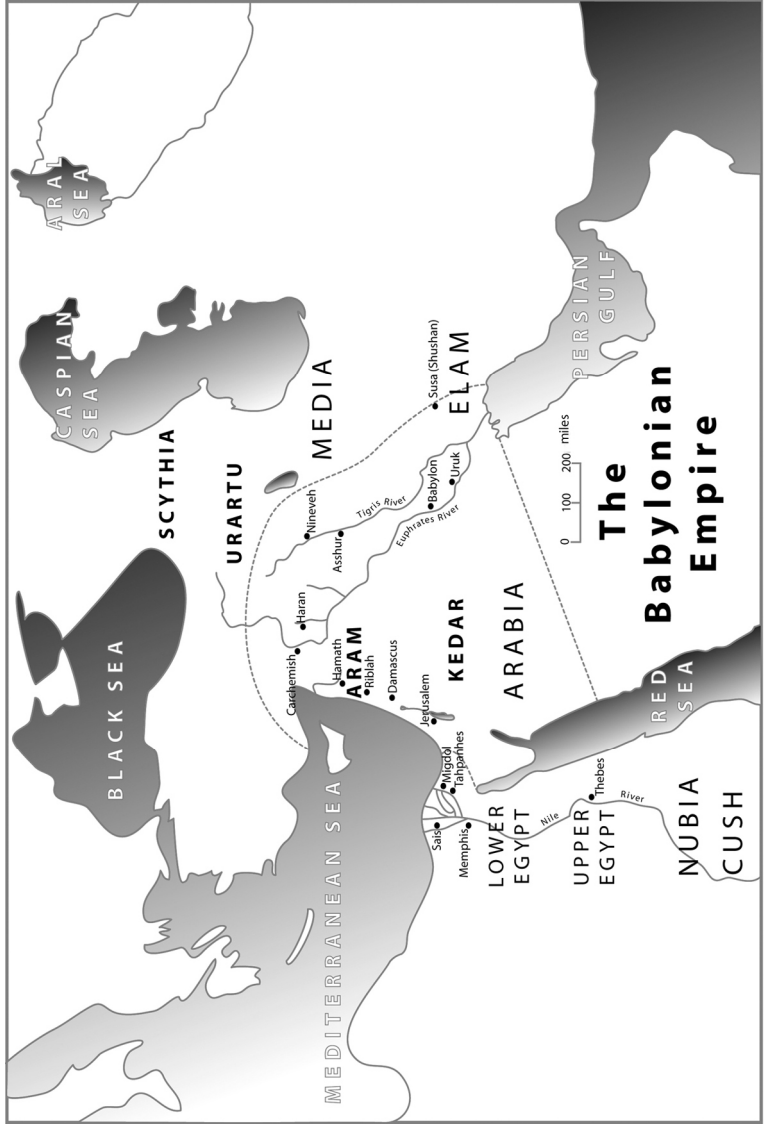 ARAL
SEA
CASPIAN
SEA
BLACK SEA
SCYTHIA
URARTU
MEDIA
MEDITERRANEAN SEA
Carchemish
Haran
Nineveh
Asshur
Tigris River
Euphrates River
Hamath
ARAM
Riblah
Damascus
Jerusalem
KEDAR
Babylon
Uruk
Susa (Shushan)
ELAM
ARABIA
PERSIAN
GULF
Sais
Memphis
Migdol
Tahpanhes
LOWER
EGYPT
Nile
River
UPPER
EGYPT
Thebes
RED
SEA
NUBIA
CUSH
0 100 200 miles
The
Babylonian
Empire